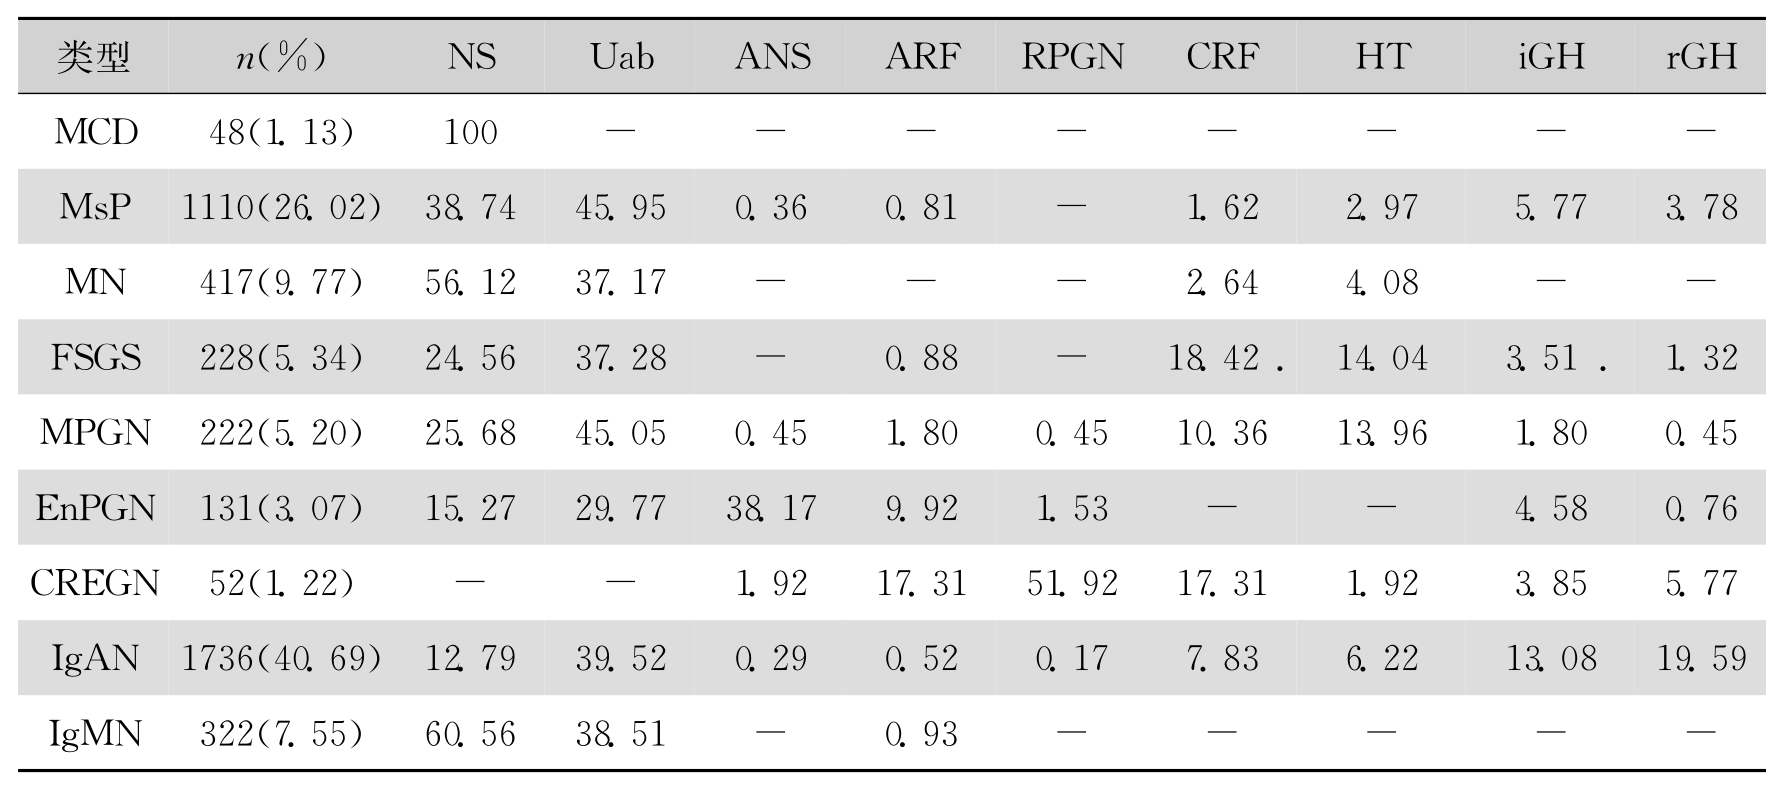 类型 n(%) NS Uab ANS ARF RPGN CRF HT iGH rGH
MCD 48(1.13) 100 — — — — — — — —
MsP 1110(26.02) 38.74 45.95 0.36 0.81 — 1.62 2.97 5.77 3.78
MN 417(9.77) 56.12 37.17 — — — 2.64 4.08 — —
FSGS 228(5.34) 24.56 37.28 — 0.88 — 18.42 . 14.04 3.51 . 1.32
MPGN 222(5.20) 25.68 45.05 0.45 1.80 0.45 10.36 13.96 1.80 0.45
EnPGN 131(3.07) 15.27 29.77 38.17 9.92 1.53 — — 4.58 0.76
CREGN 52(1.22) — — 1.92 17.31 51.92 17.31 1.92 3.85 5.77
IgAN 1736(40.69) 12.79 39.52 0.29 0.52 0.17 7.83 6.22 13.08 19.59
IgMN 322(7.55) 60.56 38.51 — 0.93 — — — — —